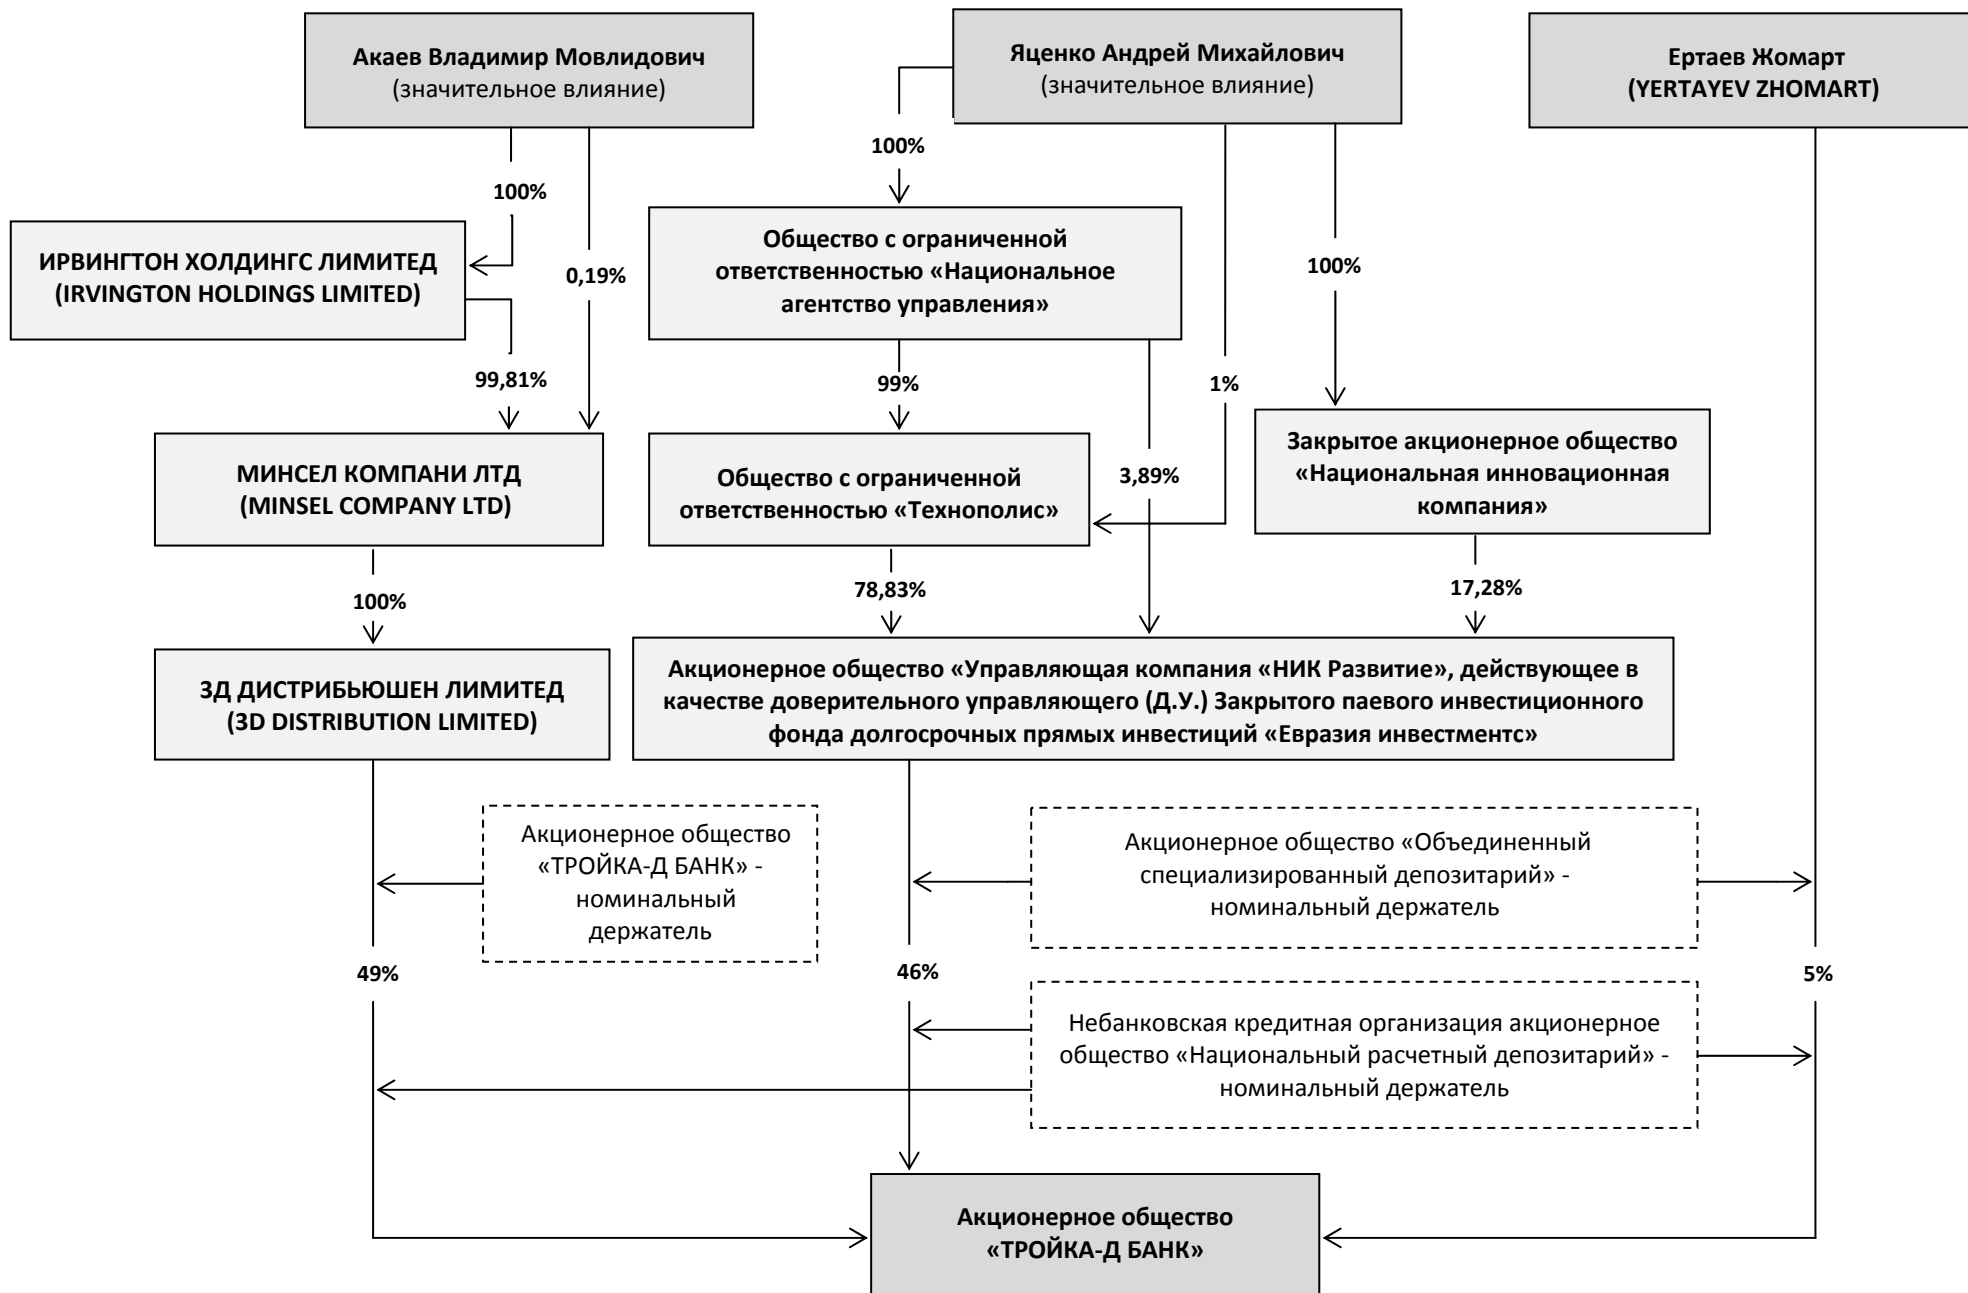 Акаев Владимир Мовлидович
(значительное влияние)
Яценко Андрей Михайлович
(значительное влияние)
Ертаев Жомарт
(YERTAYEV ZHOMART)
100%
100%
0,19%
100%
ИРВИНГТОН ХОЛДИНГС ЛИМИТЕД
(IRVINGTON HOLDINGS LIMITED)
Общество с ограниченной
ответственностью «Национальное
агентство управления»
99,81%
99%
1%
МИНСЕЛ КОМПАНИ ЛТД
(MINSEL COMPANY LTD)
Общество с ограниченной
ответственностью «Технополис»
3,89%
Закрытое акционерное общество
«Национальная инновационная
компания»
100%
78,83%
17,28%
3Д ДИСТРИБЬЮШЕН ЛИМИТЕД
(3D DISTRIBUTION LIMITED)
Акционерное общество «Управляющая компания «НИК Развитие», действующее в
качестве доверительного управляющего (Д.У.) Закрытого паевого инвестиционного
фонда долгосрочных прямых инвестиций «Евразия инвестментс»
Акционерное общество
«ТРОЙКА-Д БАНК» -
номинальный
держатель
Акционерное общество «Объединенный
специализированный депозитарий» -
номинальный держатель
49%
46%
5%
Небанковская кредитная организация акционерное
общество «Национальный расчетный депозитарий» -
номинальный держатель
Акционерное общество
«ТРОЙКА-Д БАНК»